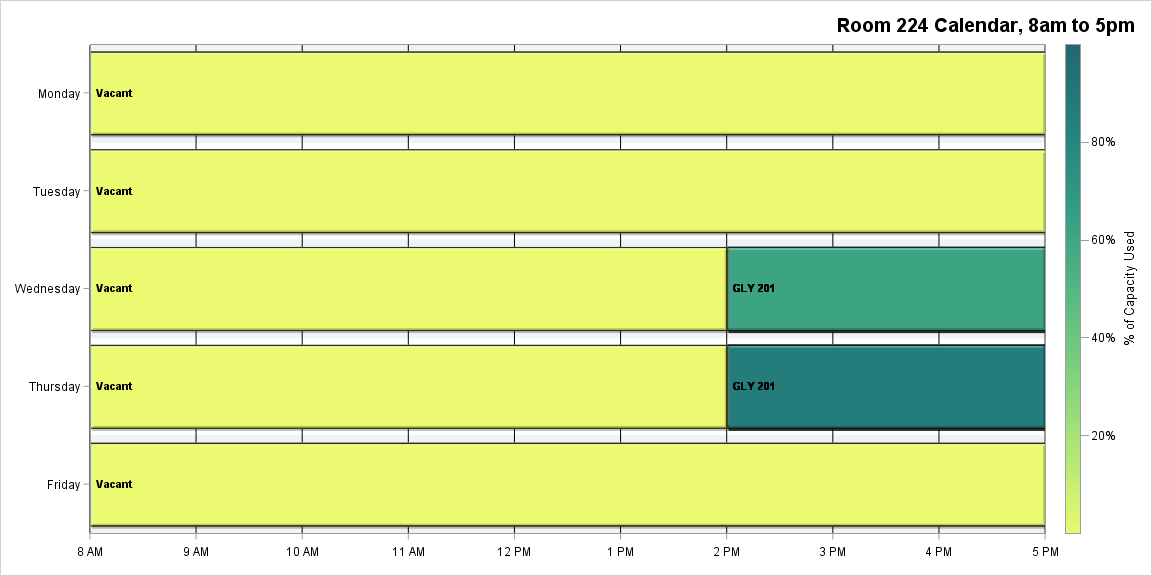 Room 224 Calendar, 8am to 5pm
Monday
Vacant
Tuesday
Vacant
Wednesday
Vacant
GLY 201
Thursday
Vacant
GLY 201
Friday
Vacant
8 AM 9 AM 10 AM 11 AM 12 PM 1 PM 2 PM 3 PM 4 PM 5 PM
80%
60%
40%
20%
% of Capacity Used